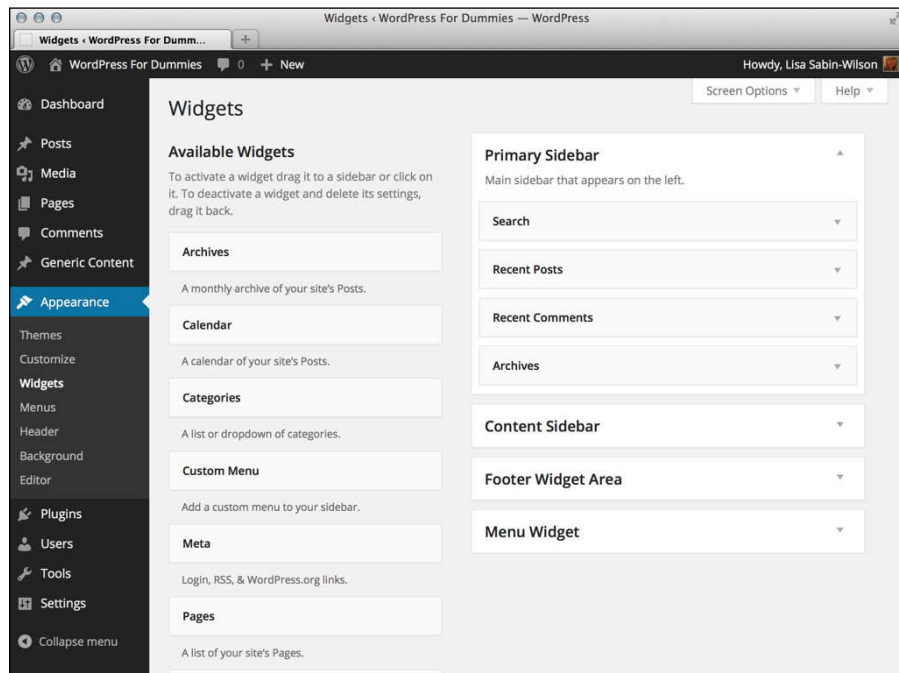 Widgets ‹ WordPress For Dummies — WordPress
Widgets ‹ WordPress For Dumm...
WordPress For Dummies 0 + New
Howdy, Lisa Sabin-Wilson
Screen Options
Help
Dashboard
Posts
Media
Pages
Comments
Generic Content
Appearance
Themes
Customize
Widgets
Menus
Header
Background
Editor
Plugins
Users
Tools
Settings
Collapse menu
Widgets
Available Widgets
To activate a widget drag it to a sidebar or click on
it. To deactivate a widget and delete its settings,
drag it back.
Archives
A monthly archive of your site's Posts.
Calendar
A calendar of your site's Posts.
Categories
A list or dropdown of categories.
Custom Menu
Add a custom menu to your sidebar.
Meta
Login, RSS, & WordPress.org links.
Pages
A list of your site's Pages.
Primary Sidebar
Main sidebar that appears on the left.
Search
Recent Posts
Recent Comments
Archives
Content Sidebar
Footer Widget Area
Menu Widget